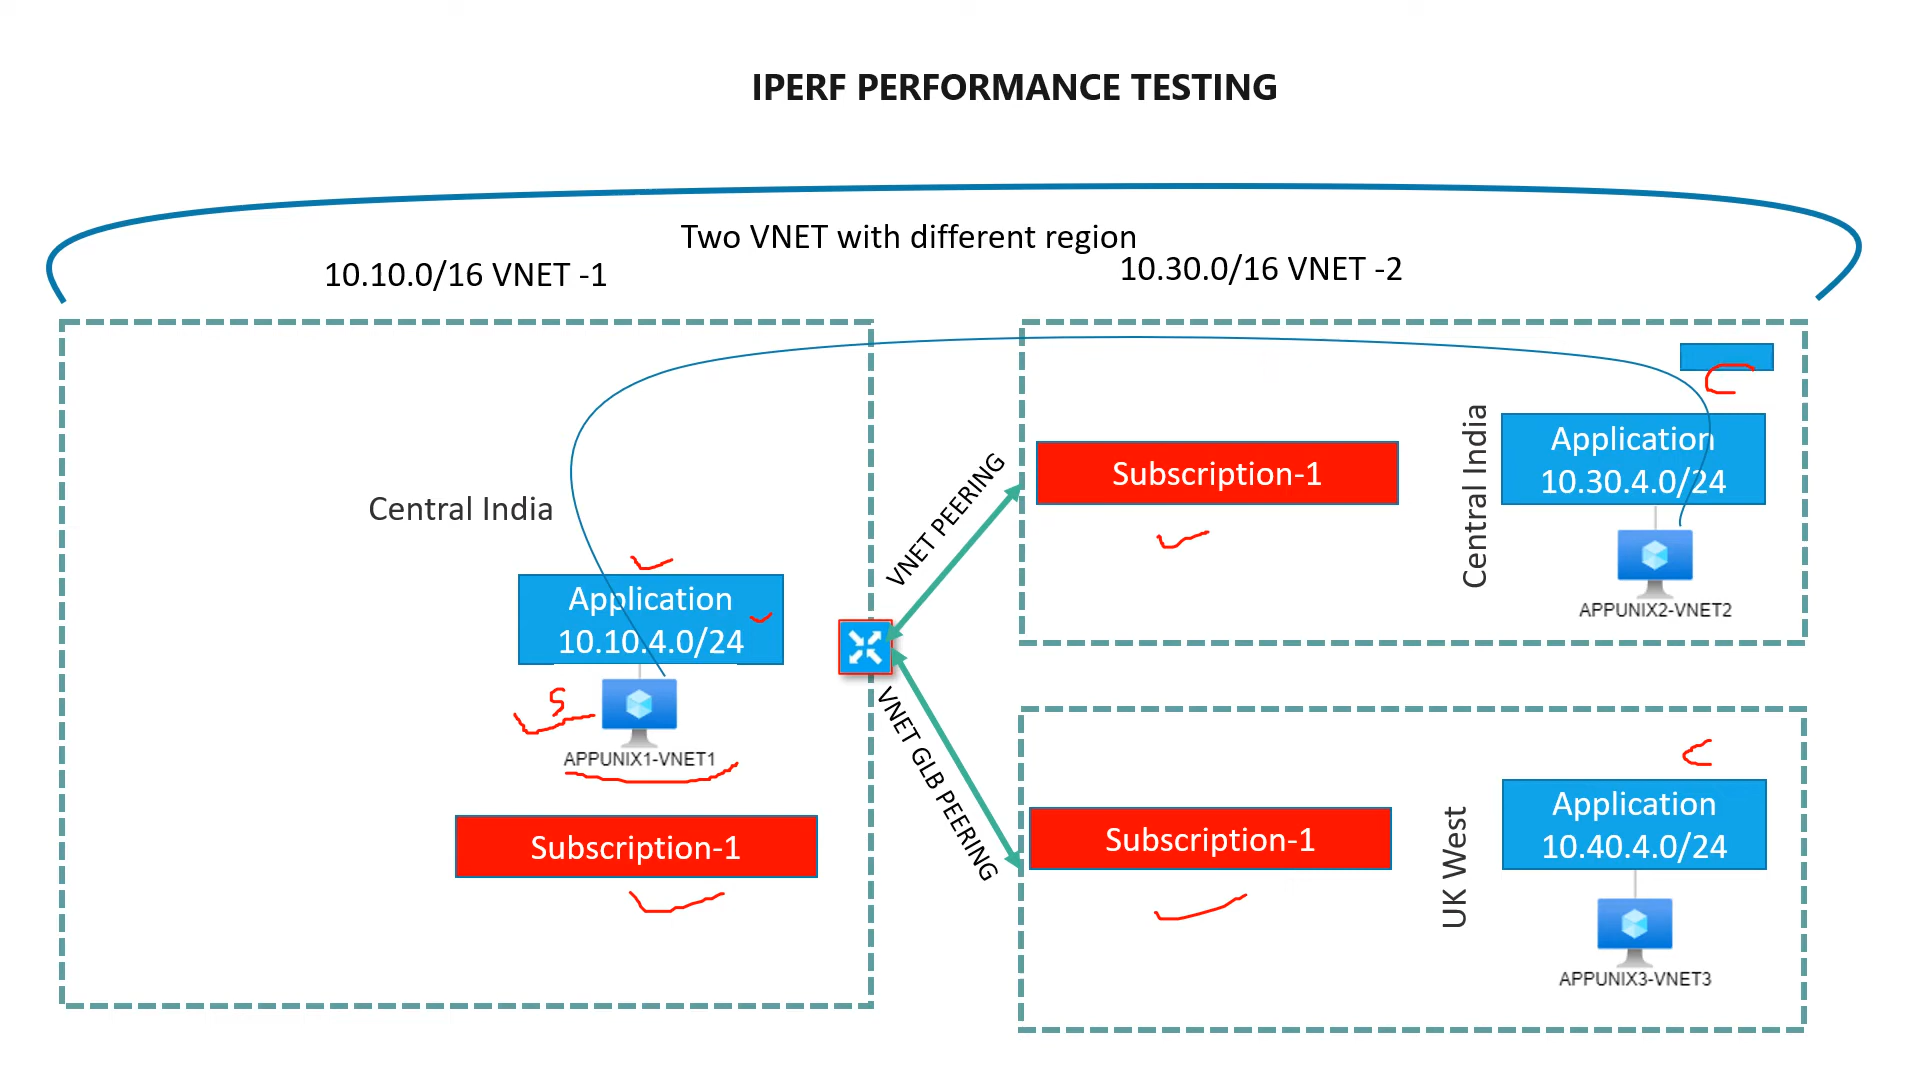 IPERF PERFORMANCE TESTING
Two VNET with different region
10.10.0/16 VNET -1
10.30.0/16 VNET -2
Central India
Application
10.10.4.0/24
S
APPUNIX1-VNET1
Subscription-1
VNET PEERING
VNET GLB PEERING
Subscription-1
Central India
C
Application
10.30.4.0/24
APPUNIX2-VNET2
Subscription-1
UK West
C
Application
10.40.4.0/24
APPUNIX3-VNET3